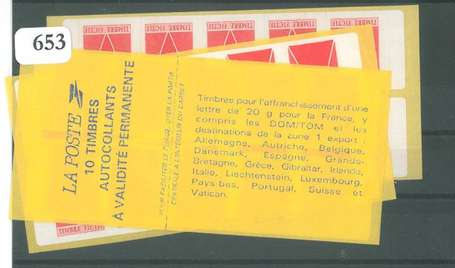 653
TIMBRE FICTIF
LA POSTE
10 TIMBRES
AUTOCOLLANTS
A VALIDITÉ PERMANENTE
Timbres pour l'affranchissement d'une
lettre de 20 g pour la France, y
compris les DOM/TOM et les
destinations de la zone 1 export :
Allemagne, Autriche, Belgique,
Danemark, Espagne, Grande-
Bretagne, Grèce, Gibraltar, Irlande,
Italie, Liechtenstein, Luxembourg,
Pays bas, Portugal, Suisse et
Vatican.